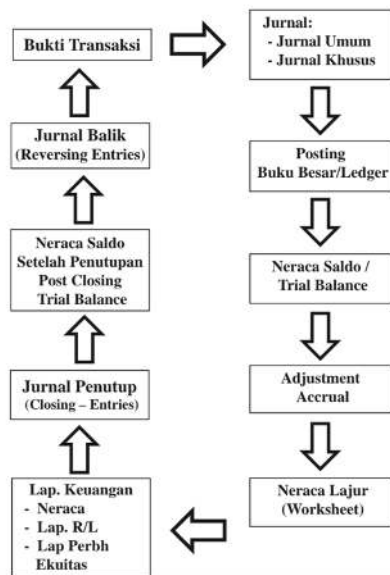 Bukti Transaksi
Jurnal:
- Jurnal Umum
- Jurnal Khusus
Posting
Buku Besar/Ledger
Neraca Saldo /
Trial Balance
Adjustment
Accrual
Neraca Lajur
(Worksheet)
Lap. Keuangan
- Neraca
- Lap. R/L
- Lap Perbh
Ekuitas
Jurnal Penutup
(Closing – Entries)
Neraca Saldo
Setelah Penutupan
Post Closing
Trial Balance
Jurnal Balik
(Reversing Entries)